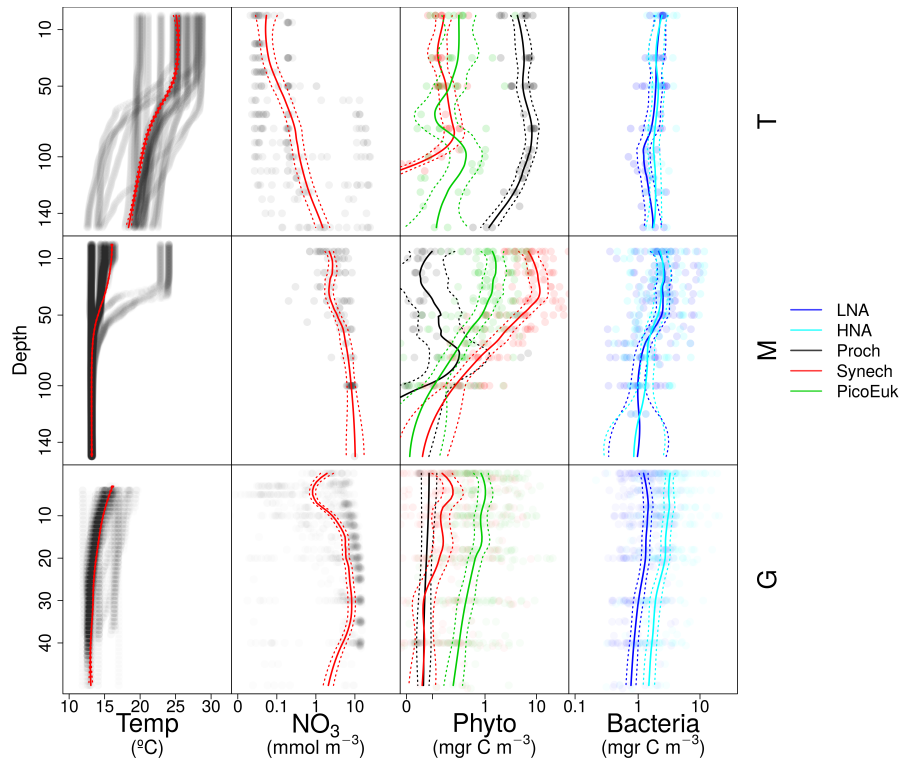 10
50
100
140
T
Depth
10
50
100
140
M
LNA
HNA
Proch
Synech
PicoEuk
10
20
30
40
G
10 15 20 25 30
0 0.1 1 10
0 1 10
0.1 1 10
Temp
(ºC)
NO3
(mmol m−3)
Phyto
(mgr C m−3)
Bacteria
(mgr C m−3)